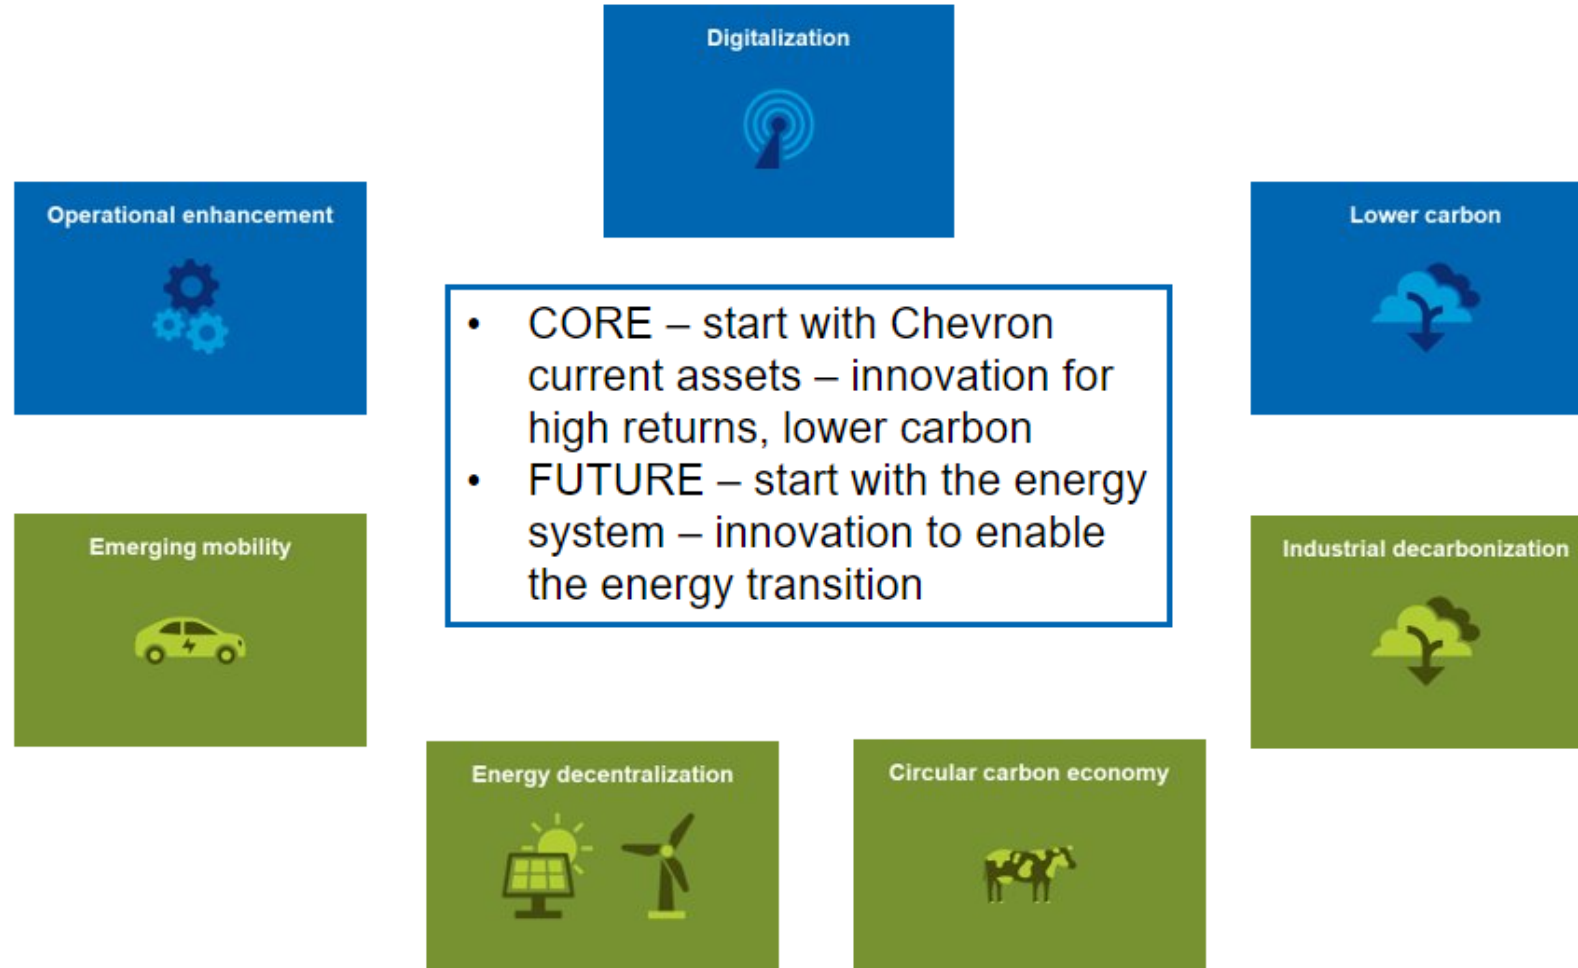 Digitalization
Operational enhancement
Lower carbon
• CORE – start with Chevron
current assets – innovation for
high returns, lower carbon
• FUTURE – start with the energy
system – innovation to enable
the energy transition
Emerging mobility
Industrial decarbonization
Energy decentralization
Circular carbon economy